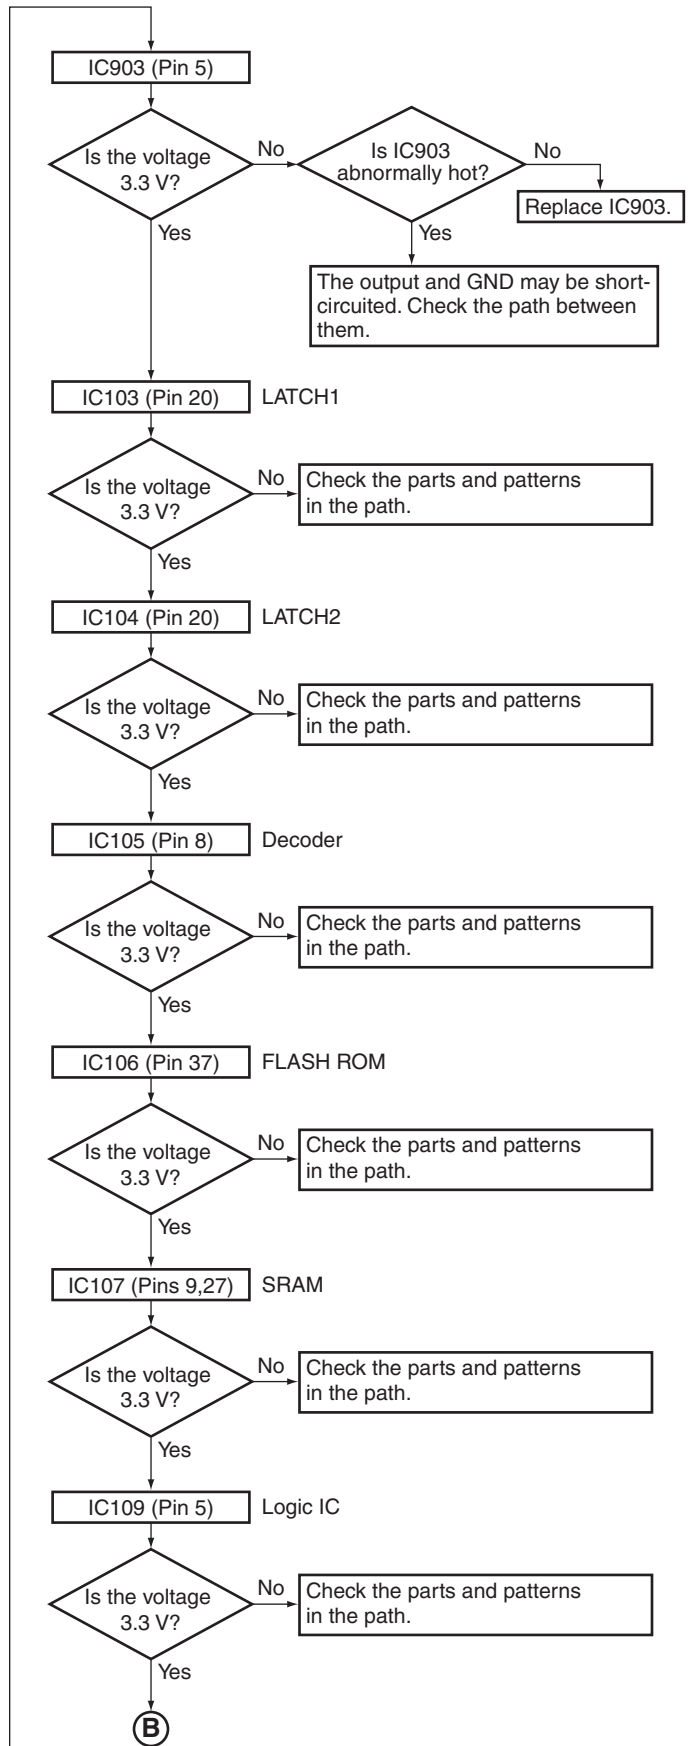 IC903 (Pin 5)
Is the voltage
3.3 V?
No
Is IC903
abnormally hot?
No
Replace IC903.
Yes
Yes
The output and GND may be short-
circuited. Check the path between
them.
IC103 (Pin 20)
LATCH1
Is the voltage
3.3 V?
No
Check the parts and patterns
in the path.
Yes
IC104 (Pin 20)
LATCH2
Is the voltage
3.3 V?
No
Check the parts and patterns
in the path.
Yes
IC105 (Pin 8)
Decoder
Is the voltage
3.3 V?
No
Check the parts and patterns
in the path.
Yes
IC106 (Pin 37)
FLASH ROM
Is the voltage
3.3 V?
No
Check the parts and patterns
in the path.
Yes
IC107 (Pins 9,27)
SRAM
Is the voltage
3.3 V?
No
Check the parts and patterns
in the path.
Yes
IC109 (Pin 5)
Logic IC
Is the voltage
3.3 V?
No
Check the parts and patterns
in the path.
Yes
B